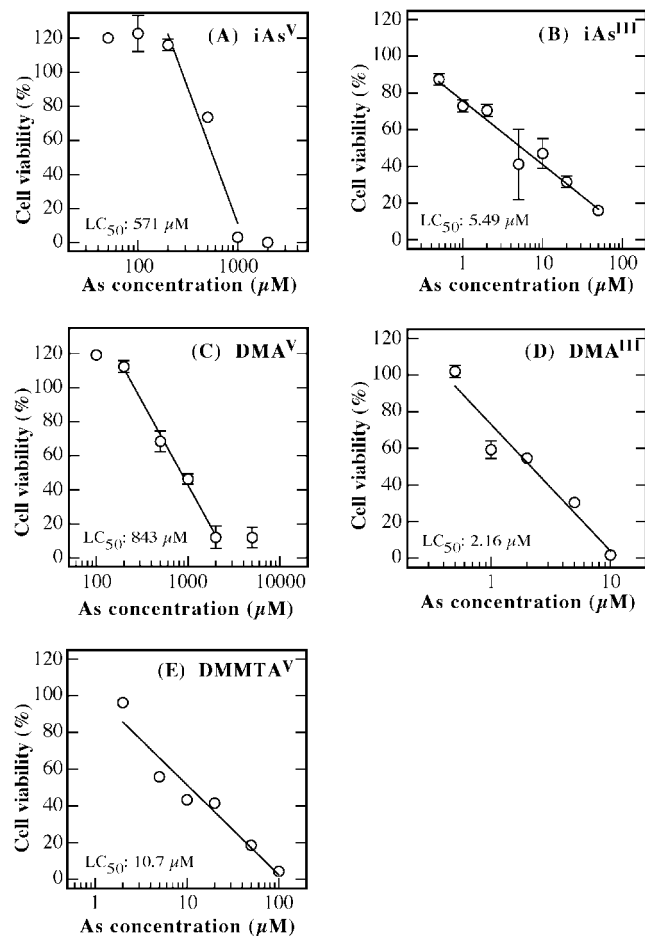 (A) iAsV
Cell viability (%)
120
100
80
60
40
20
0
LC50: 571 µM
100
1000
As concentration (µM)
(B) iAsIII
Cell viability (%)
120
100
80
60
40
20
0
LC50: 5.49 µM
1
10
100
As concentration (µM)
(C) DMAV
Cell viability (%)
120
100
80
60
40
20
0
LC50: 843 µM
100
1000
10000
As concentration (µM)
(D) DMAIII
Cell viability (%)
120
100
80
60
40
20
0
LC50: 2.16 µM
1
10
As concentration (µM)
(E) DMMTAV
Cell viability (%)
120
100
80
60
40
20
0
LC50: 10.7 µM
1
10
100
As concentration (µM)